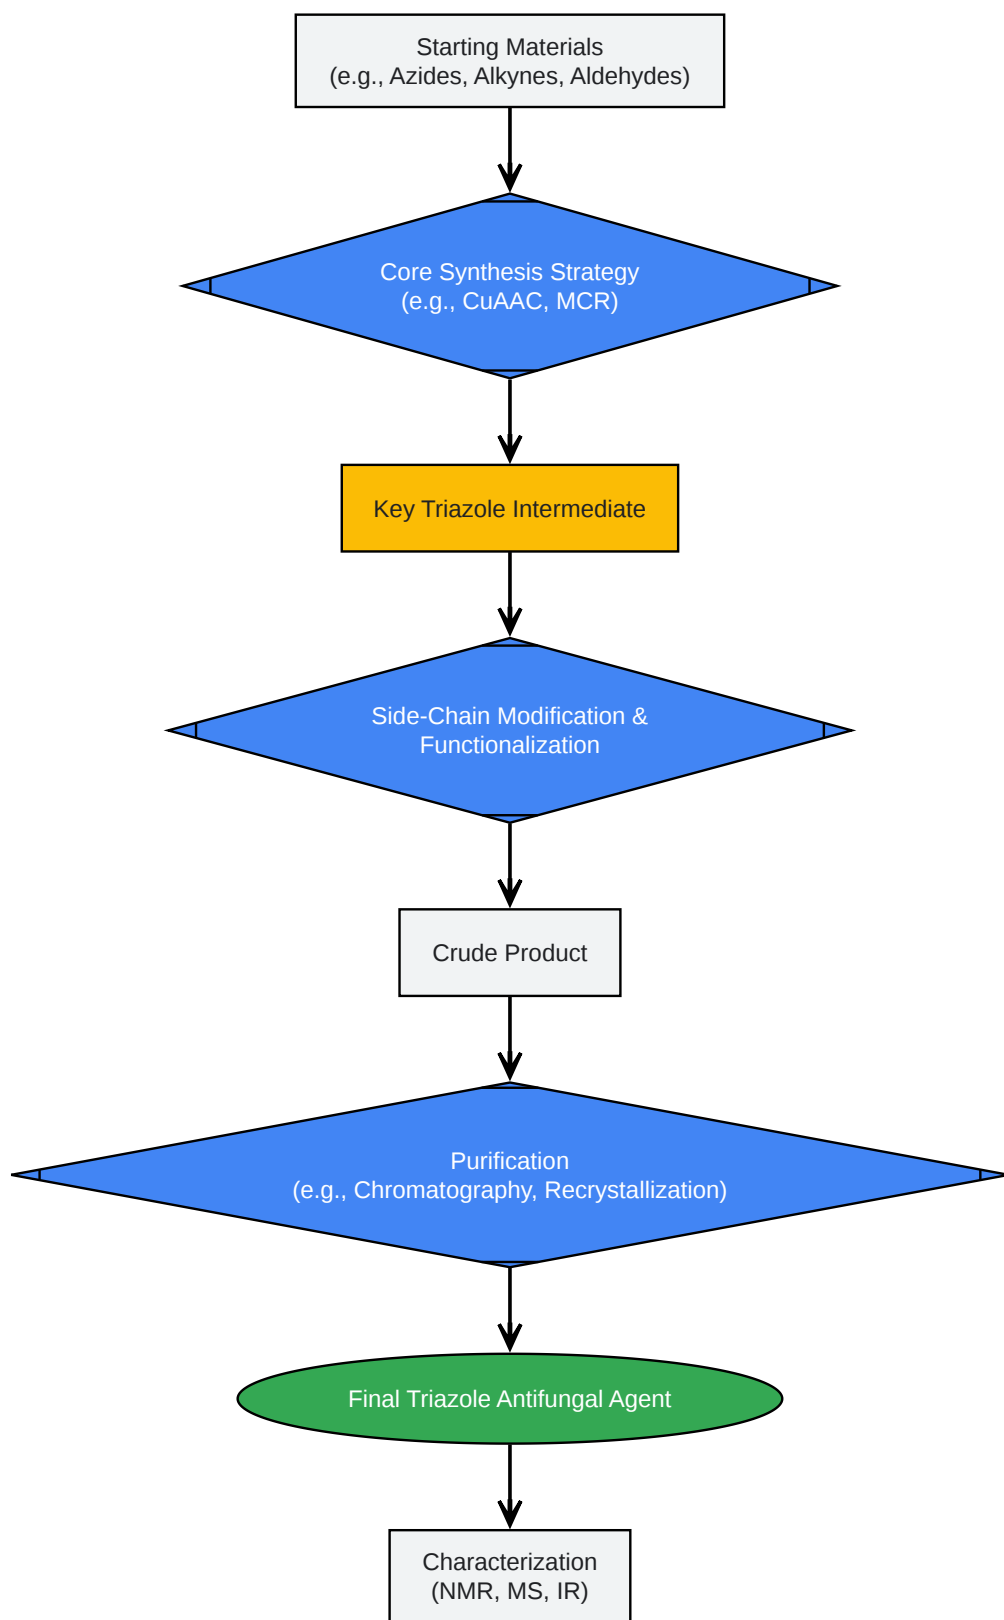 Starting Materials
(e.g., Azides, Alkynes, Aldehydes)
Core Synthesis Strategy
(e.g., CuAAC, MCR)
Key Triazole Intermediate
Side-Chain Modification &
Functionalization
Crude Product
Purification
(e.g., Chromatography, Recrystallization)
Final Triazole Antifungal Agent
Characterization
(NMR, MS, IR)